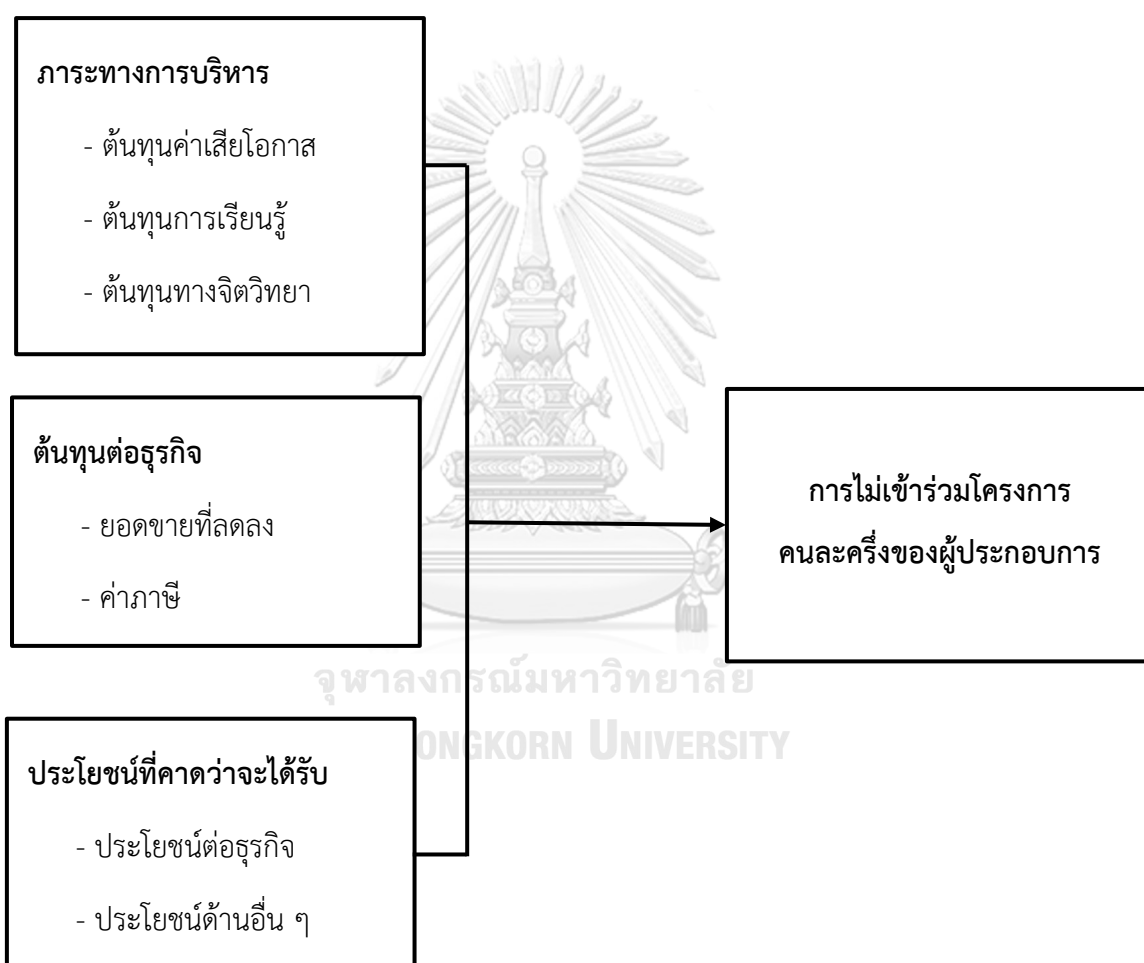 ภาระทางการบริหาร
- ต้นทุนค่าเสียโอกาส
- ต้นทุนการเรียนรู้
- ต้นทุนทางจิตวิทยา
ต้นทุนต่อธุรกิจ
- ยอดขายที่ลดลง
- ค่าภาษี
ประโยชน์ที่คาดว่าจะได้รับ
- ประโยชน์ต่อธุรกิจ
- ประโยชน์ด้านอื่น ๆ
การไม่เข้าร่วมโครงการ
คนละครึ่งของผู้ประกอบการ
จุฬาลงกรณ์มหาวิทยาลัย
ONGKORN UNIVERSITY